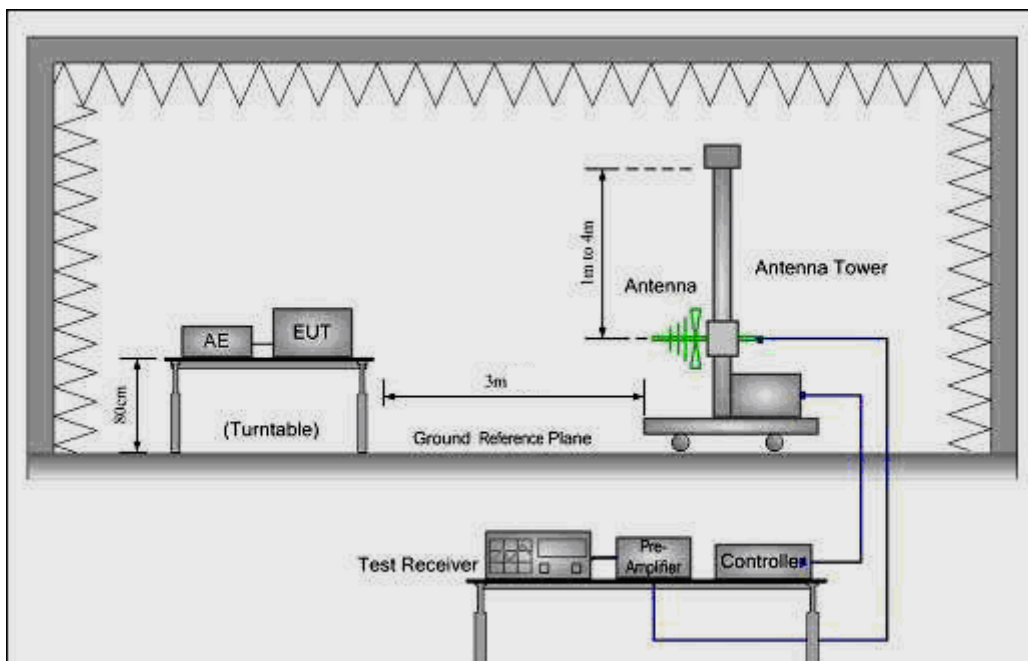 1m to 4m
Antenna
Antenna Tower
AE
EUT
80cm
3m
(Turntable)
Ground Reference Plane
Test Receiver
Pre-
Amplifier
Controller